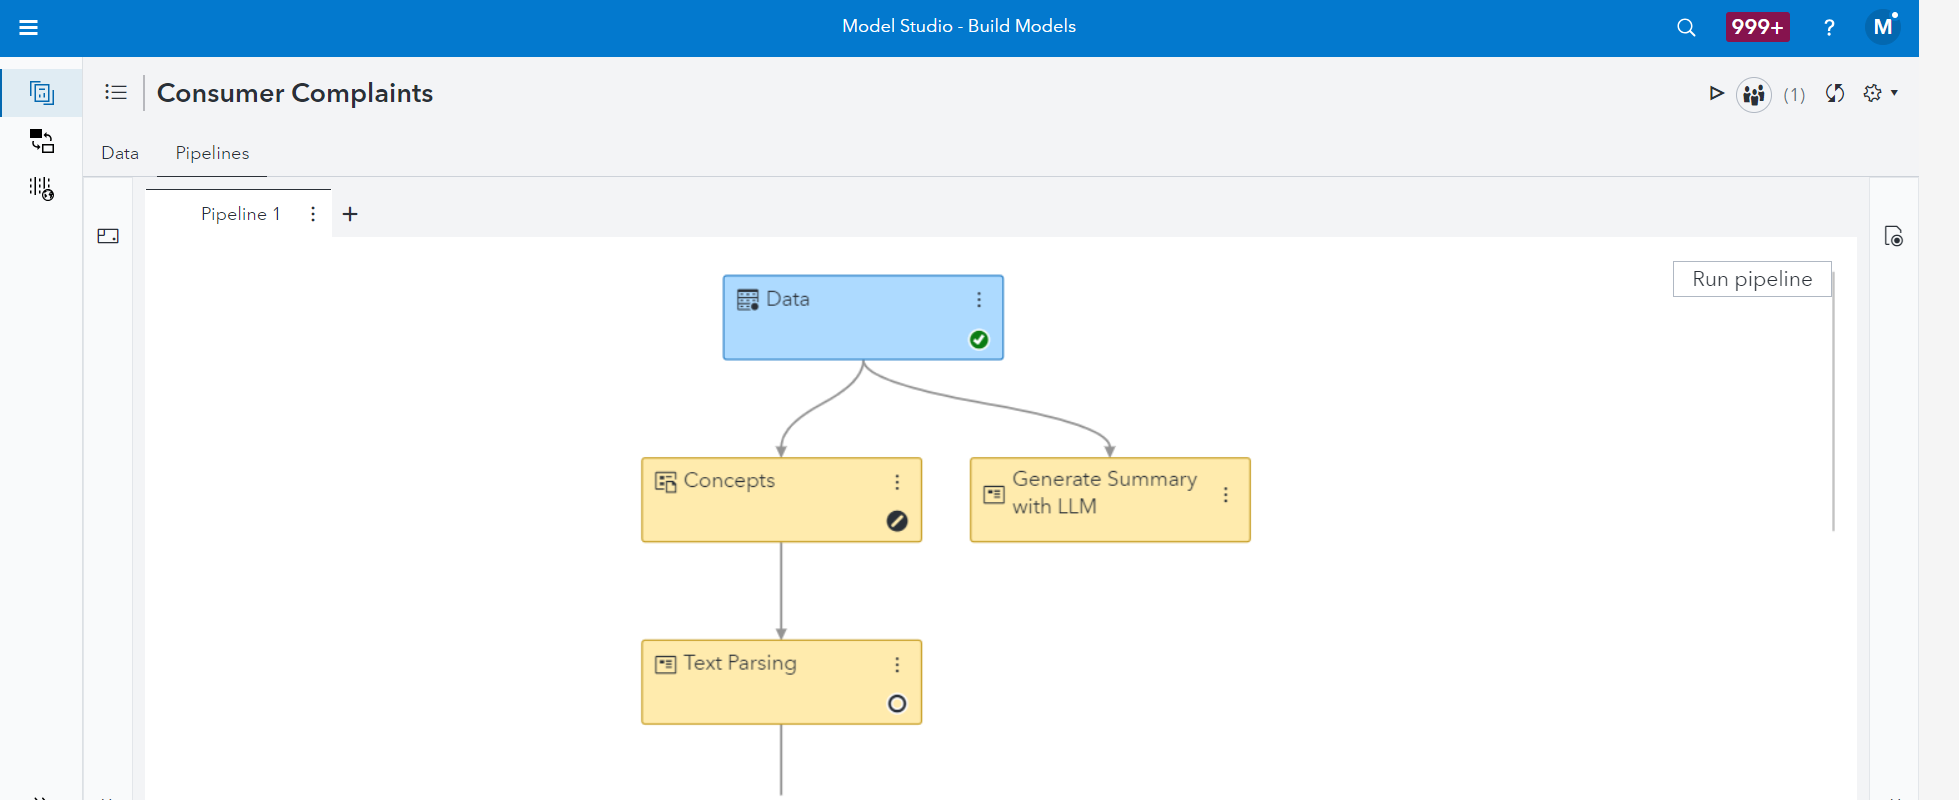 Model Studio - Build Models
999+
?
M
Consumer Complaints
(1)
Data
Pipelines
Pipeline 1
+
Run pipeline
Data
Concepts
Generate Summary
with LLM
Text Parsing